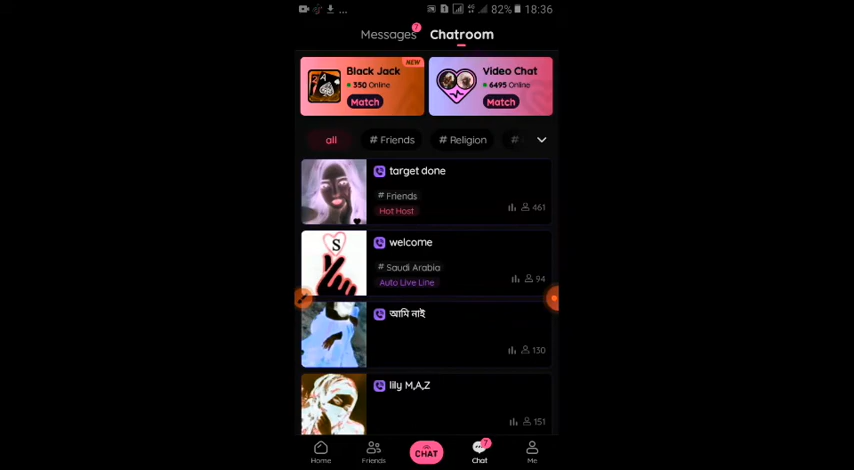 ... 82% 18:36
Messages 7 Chatroom
Black Jack NEW
350 Online
Match
Video Chat
6495 Online
Match
all # Friends # Religion #
target done
# Friends
Hot Host 461
S
welcome
# Saudi Arabia
Auto Live Line 94
আমি নাই
130
lily M,A,Z
151
CHAT 7
Home Friends Chat Me